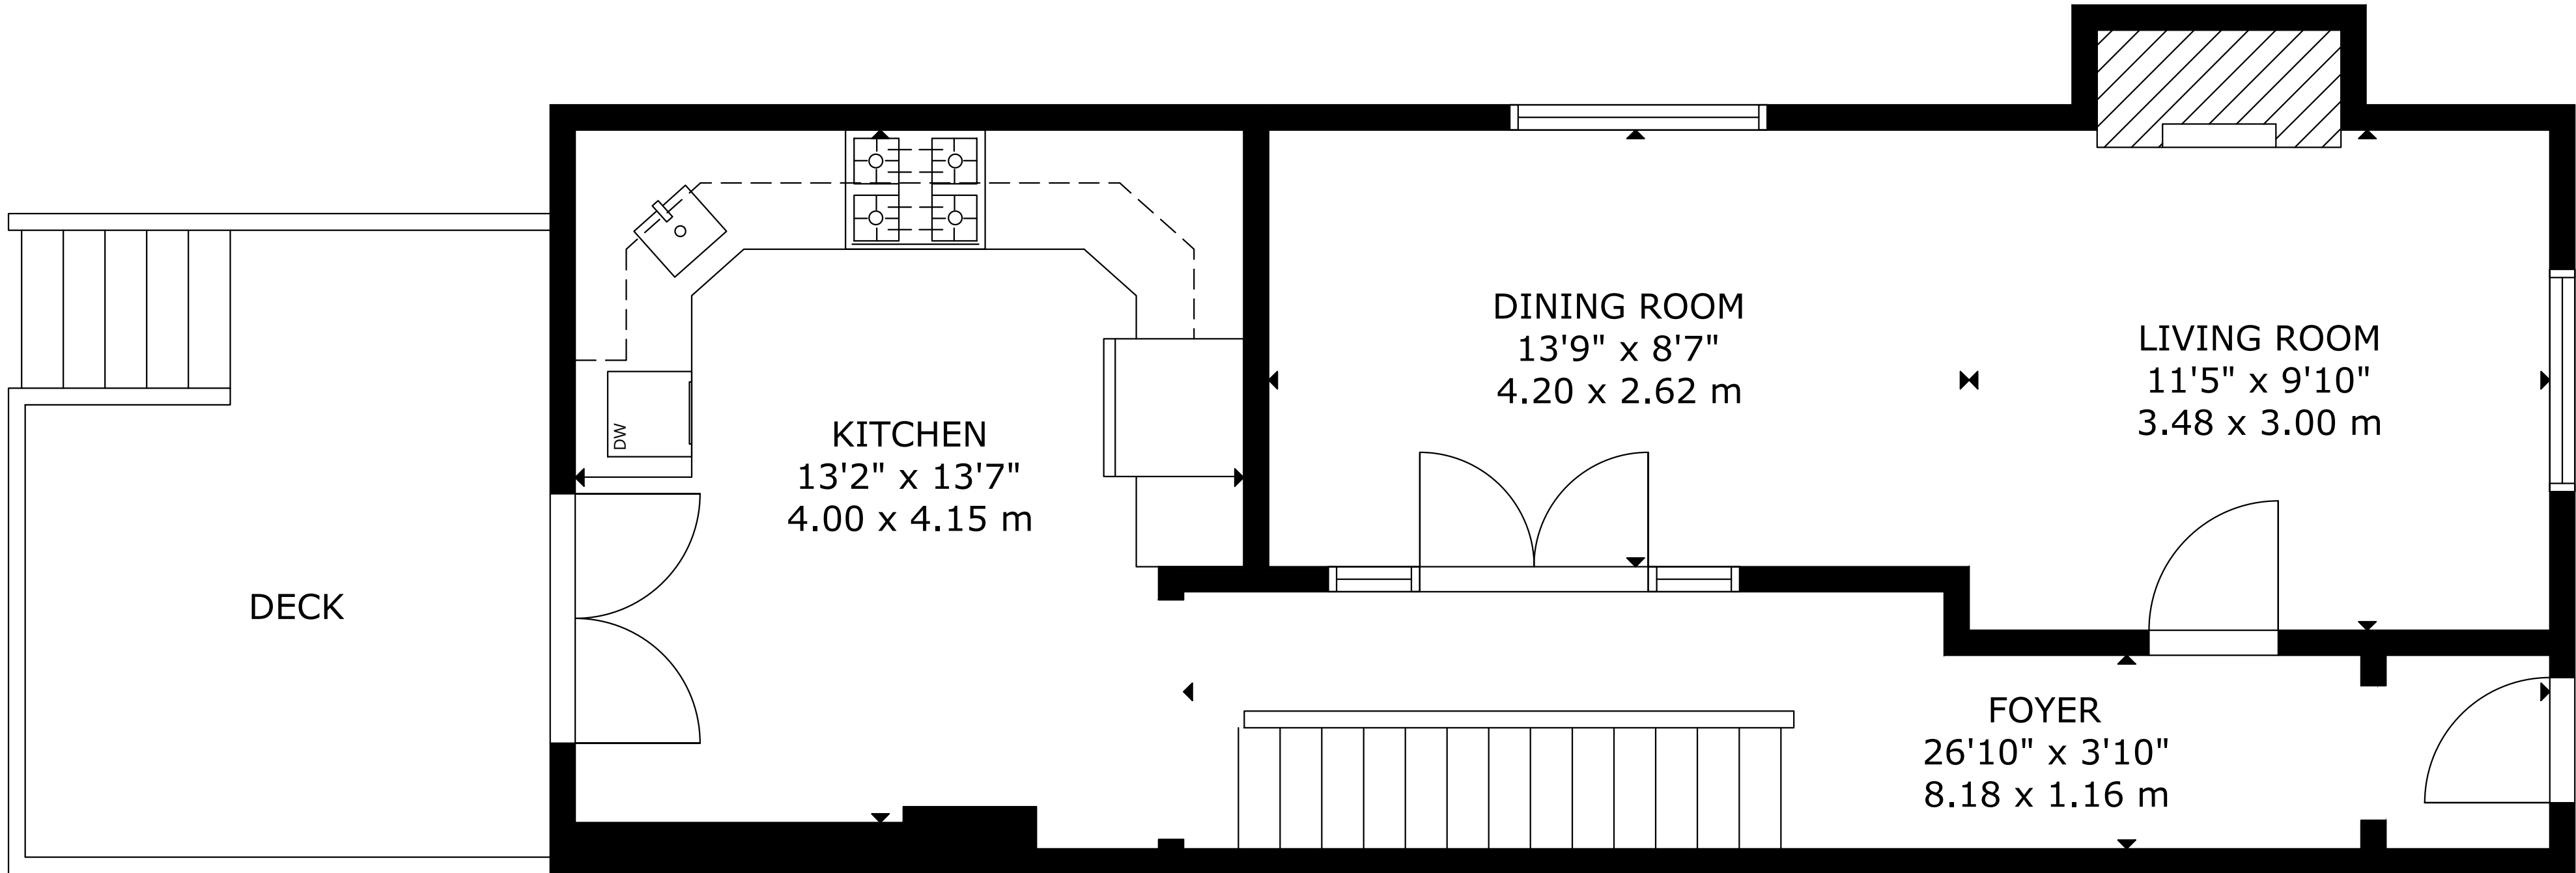 DECK
DW
KITCHEN
13'2" x 13'7"
4.00 x 4.15 m
DINING ROOM
13'9" x 8'7"
4.20 x 2.62 m
LIVING ROOM
11'5" x 9'10"
3.48 x 3.00 m
FOYER
26'10" x 3'10"
8.18 x 1.16 m